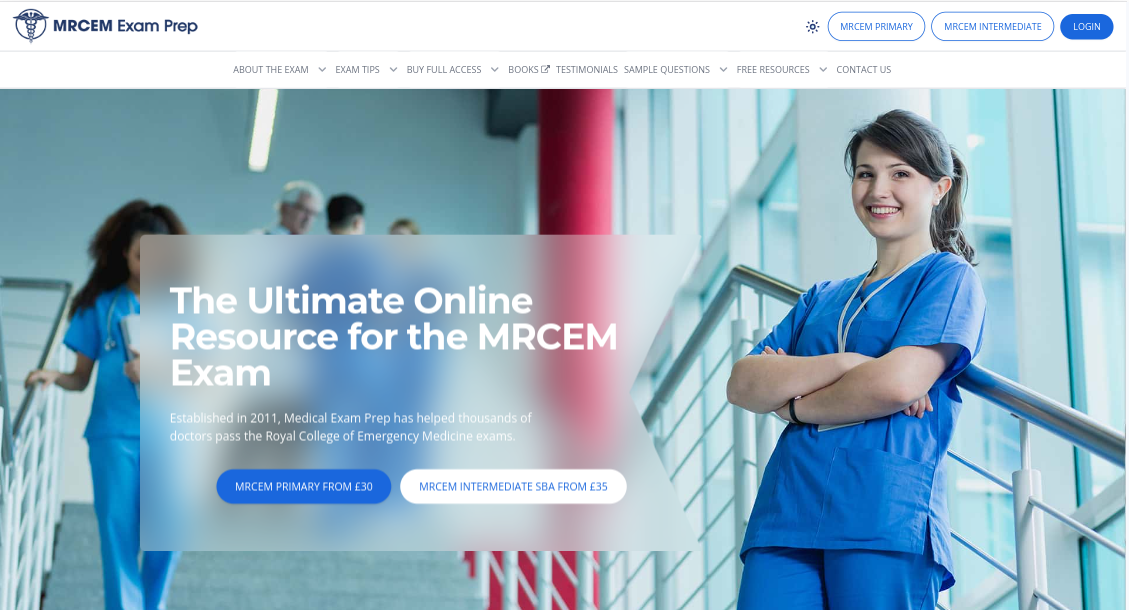 MRCEM Exam Prep
MRCEM PRIMARY
MRCEM INTERMEDIATE
LOGIN
ABOUT THE EXAM
EXAM TIPS
BUY FULL ACCESS
BOOKS
TESTIMONIALS
SAMPLE QUESTIONS
FREE RESOURCES
CONTACT US
The Ultimate Online
Resource for the MRCEM
Exam
Established in 2011, Medical Exam Prep has helped thousands of
doctors pass the Royal College of Emergency Medicine exams.
MRCEM PRIMARY FROM £30
MRCEM INTERMEDIATE SBA FROM £35